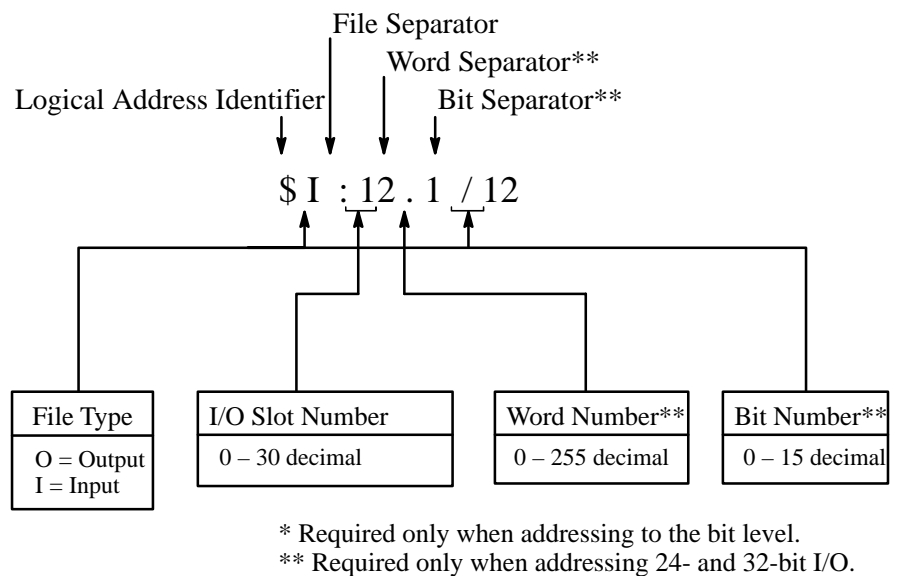 File Separator
Word Separator**
Logical Address Identifier
Bit Separator**
$ I : 12 . 1 / 12
File Type
O = Output
I = Input
I/O Slot Number
0 – 30 decimal
Word Number**
0 – 255 decimal
Bit Number**
0 – 15 decimal
* Required only when addressing to the bit level.
** Required only when addressing 24- and 32-bit I/O.